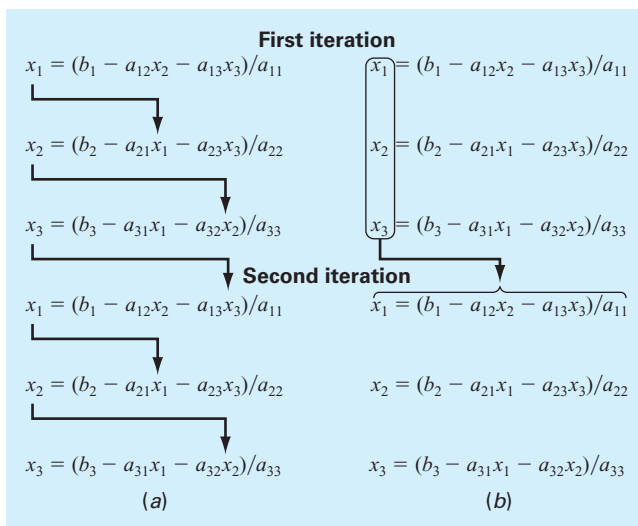 First iteration
x₁ = (b₁ − a₁₂x₂ − a₁₃x₃)/a₁₁
x₂ = (b₂ − a₂₁x₁ − a₂₃x₃)/a₂₂
x₃ = (b₃ − a₃₁x₁ − a₃₂x₂)/a₃₃
x₁ = (b₁ − a₁₂x₂ − a₁₃x₃)/a₁₁
x₂ = (b₂ − a₂₁x₁ − a₂₃x₃)/a₂₂
x₃ = (b₃ − a₃₁x₁ − a₃₂x₂)/a₃₃
Second iteration
x₁ = (b₁ − a₁₂x₂ − a₁₃x₃)/a₁₁
x₂ = (b₂ − a₂₁x₁ − a₂₃x₃)/a₂₂
x₃ = (b₃ − a₃₁x₁ − a₃₂x₂)/a₃₃
(a)
x₁ = (b₁ − a₁₂x₂ − a₁₃x₃)/a₁₁
x₂ = (b₂ − a₂₁x₁ − a₂₃x₃)/a₂₂
x₃ = (b₃ − a₃₁x₁ − a₃₂x₂)/a₃₃
(b)